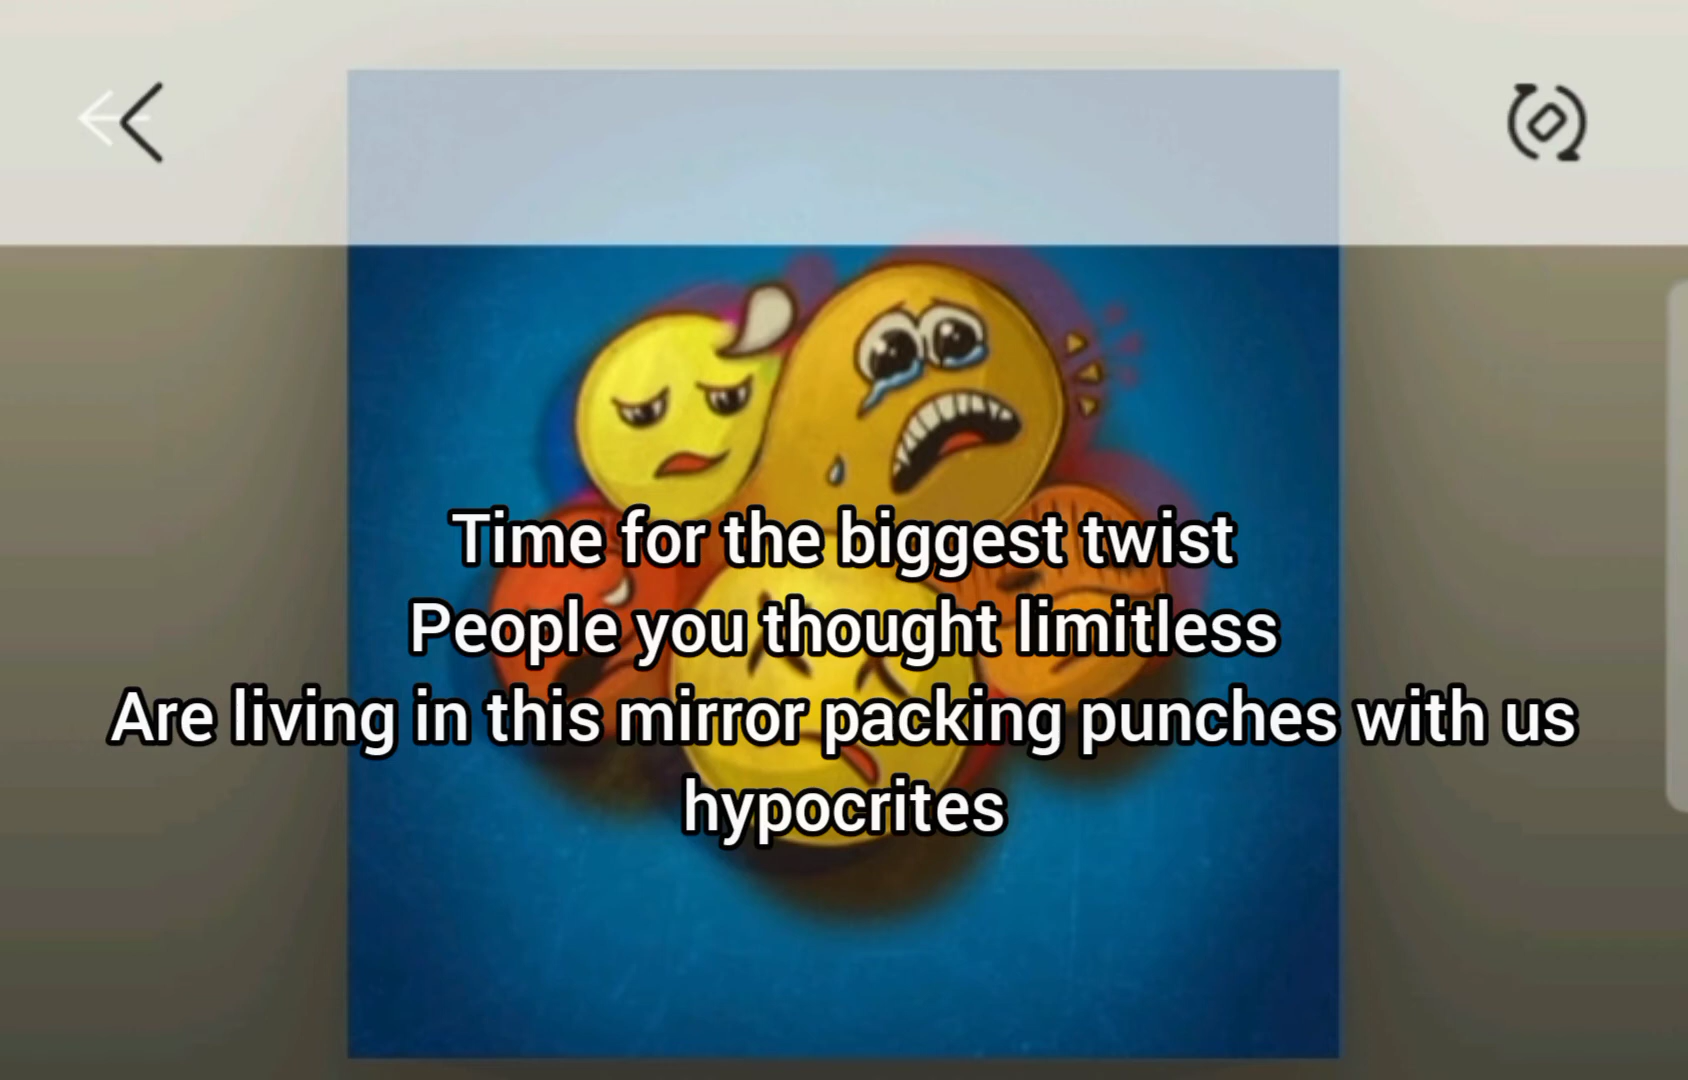 Time for the biggest twist
People you thought limitless
Are living in this mirror packing punches with us
hypocrites